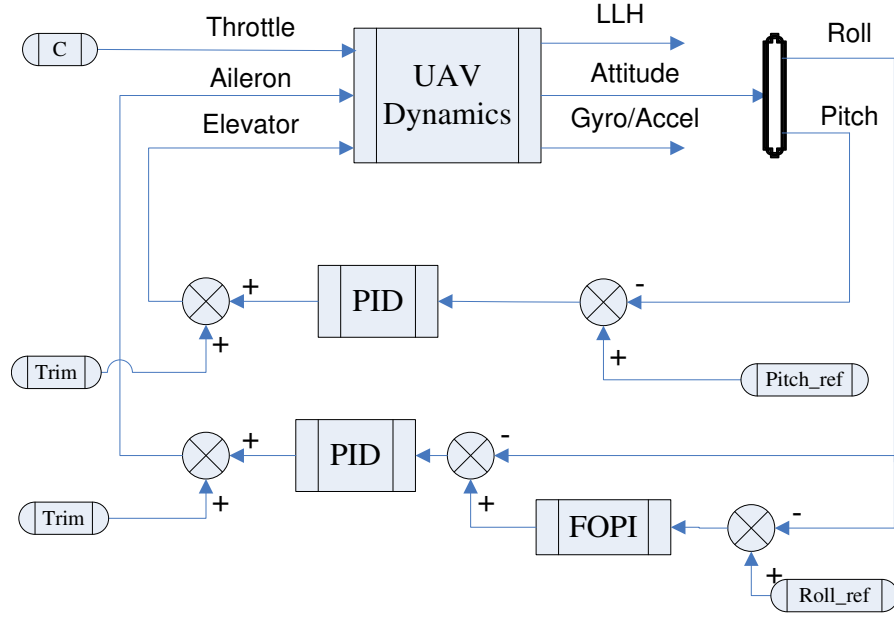 C
Throttle
Aileron
Elevator
UAV
Dynamics
LLH
Attitude
Gyro/Accel
Roll
Pitch
+
PID
-
+
Trim
+
Pitch_ref
+
PID
-
+
Trim
+
FOPI
-
+
Roll_ref